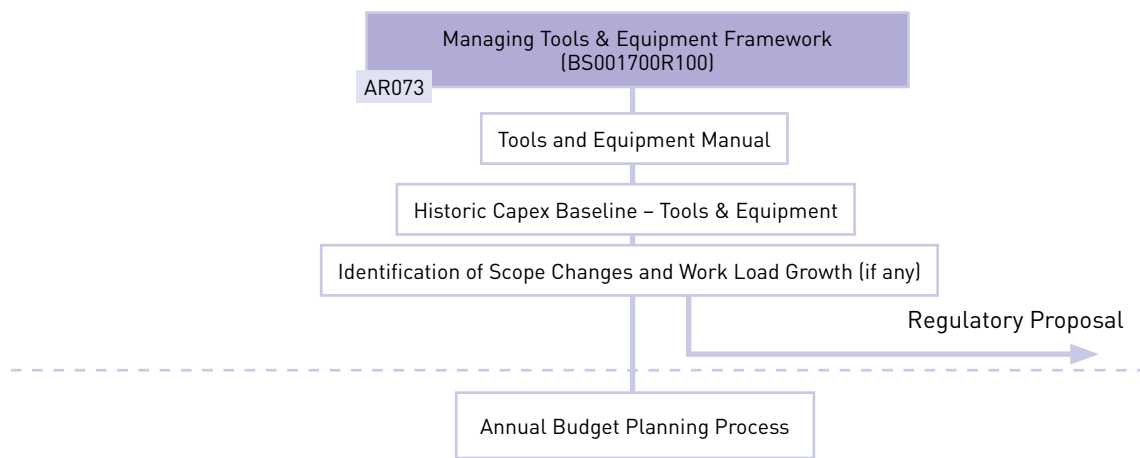 Managing Tools & Equipment Framework
(BS001700R100)
AR073
Tools and Equipment Manual
Historic Capex Baseline – Tools & Equipment
Identification of Scope Changes and Work Load Growth (if any)
Regulatory Proposal
Annual Budget Planning Process